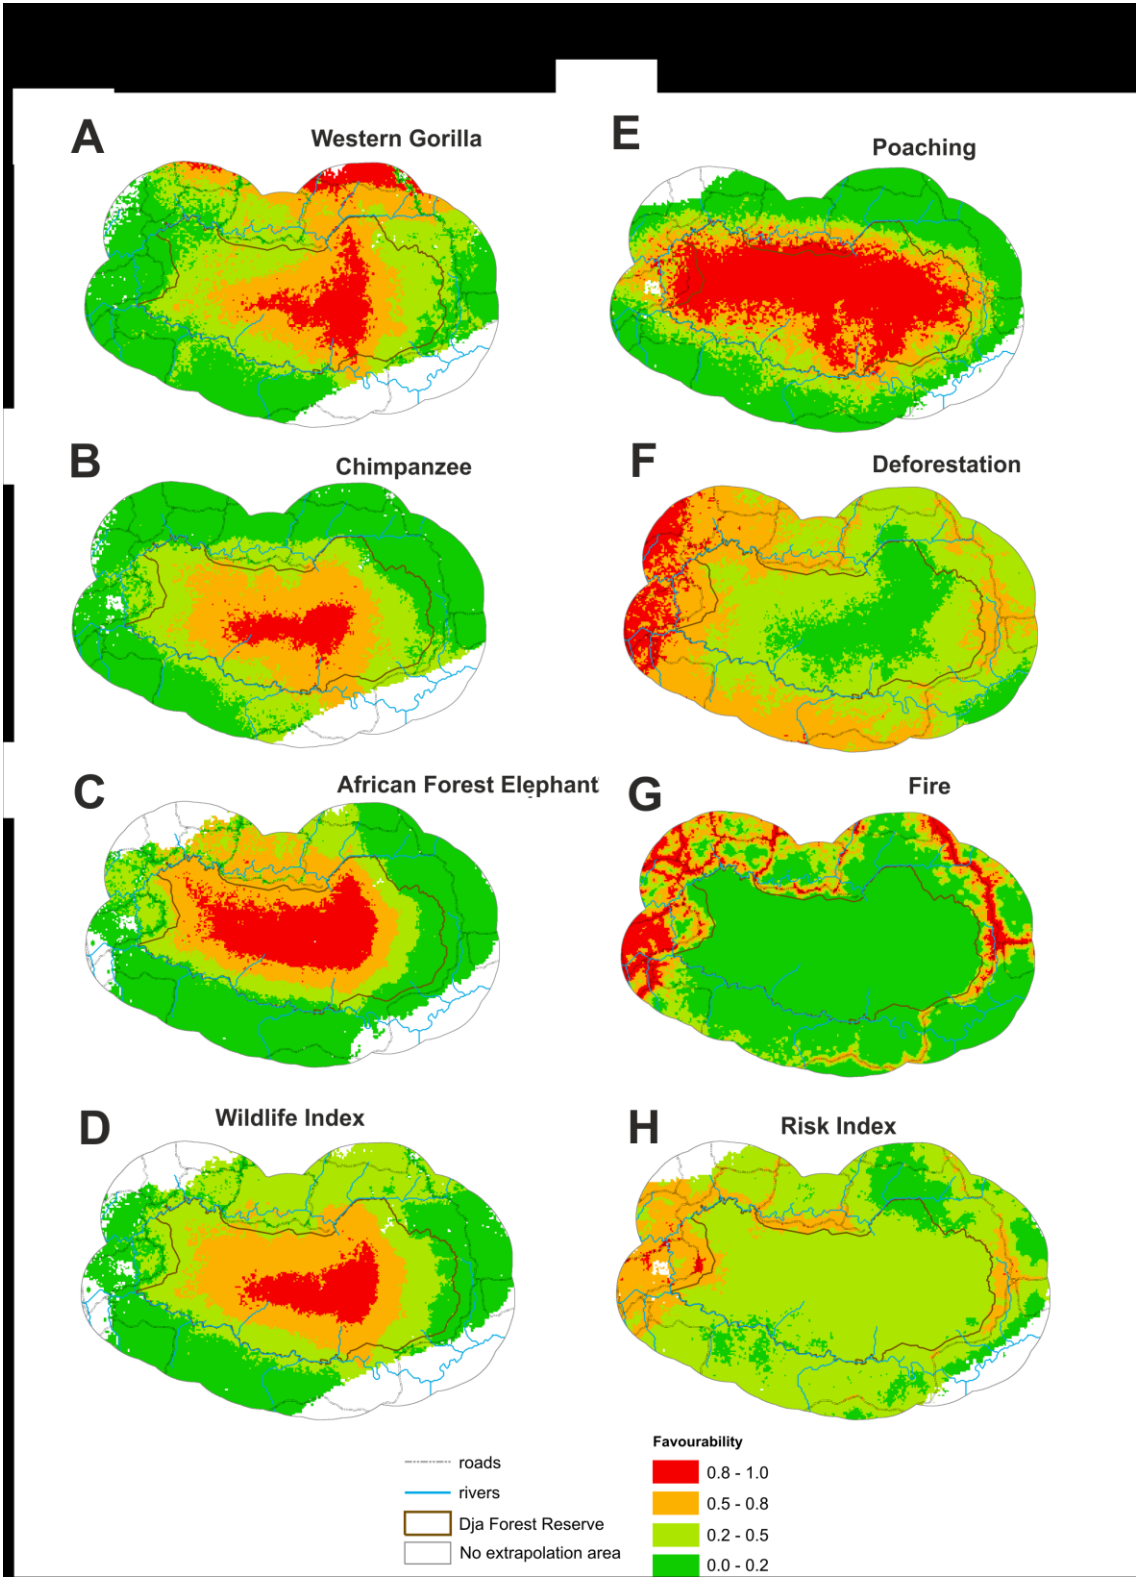 A
Western Gorilla
E
Poaching
B
Chimpanzee
F
Deforestation
C
African Forest Elephant
G
Fire
D
Wildlife Index
H
Risk Index
roads
rivers
Dja Forest Reserve
No extrapolation area
Favourability
0.8 - 1.0
0.5 - 0.8
0.2 - 0.5
0.0 - 0.2